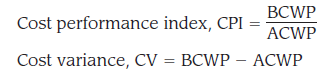 Cost performance index, CPI = BCWP / ACWP
Cost variance, CV = BCWP − ACWP